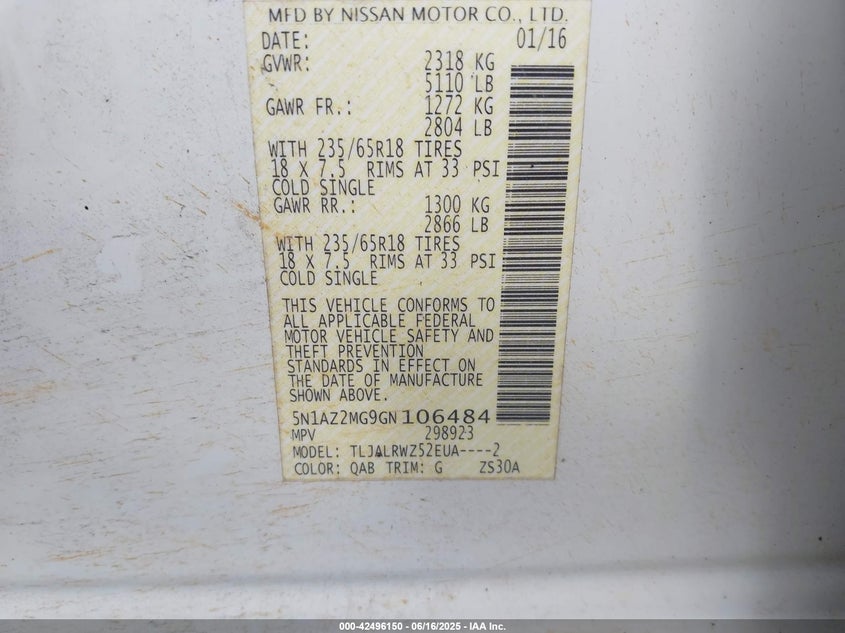 MFD BY NISSAN MOTOR CO., LTD.
DATE: 01/16
GVWR: 2318 KG
5110 LB
GAWR FR.: 1272 KG
2804 LB
WITH 235/65R18 TIRES
18 X 7.5 RIMS AT 33 PSI
COLD SINGLE
GAWR RR.: 1300 KG
2866 LB
WITH 235/65R18 TIRES
18 X 7.5 RIMS AT 33 PSI
COLD SINGLE
THIS VEHICLE CONFORMS TO
ALL APPLICABLE FEDERAL
MOTOR VEHICLE SAFETY AND
THEFT PREVENTION
STANDARDS IN EFFECT ON
THE DATE OF MANUFACTURE
SHOWN ABOVE.
5N1AZ2MG9GN106484
MPV 298923
MODEL: TLJALRWZ52EUA----2
COLOR: QAB TRIM: G ZS30A
000-42496150 - 06/16/2025 - IAA Inc.